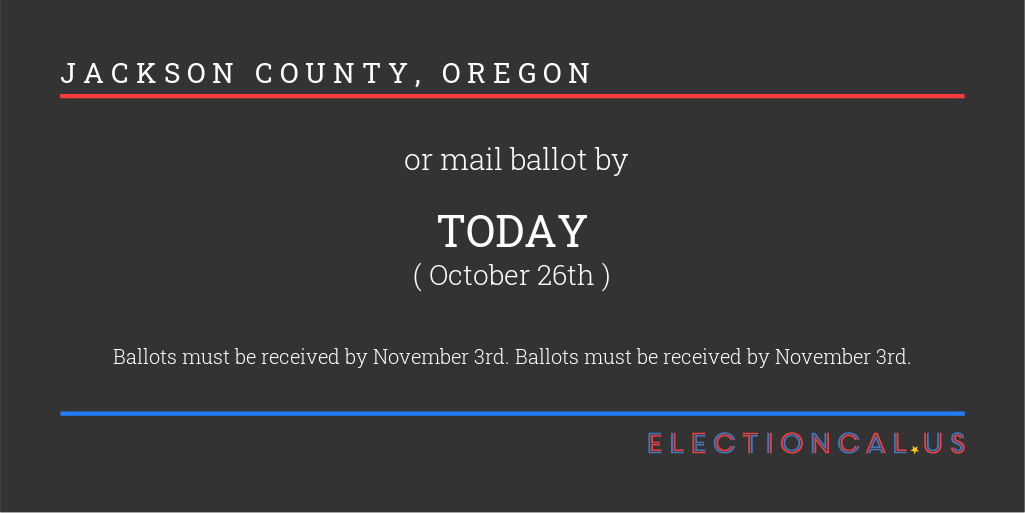 JACKSON COUNTY, OREGON
or mail ballot by
TODAY
( October 26th )
Ballots must be received by November 3rd. Ballots must be received by November 3rd.
ELECTIONCAL.US